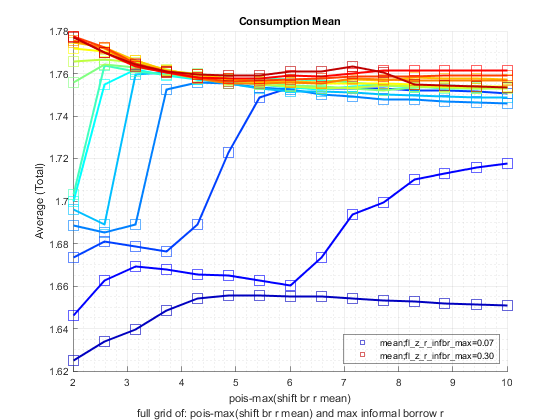 Consumption Mean
1.78
1.76
1.74
1.72
1.7
1.68
1.66
1.64
1.62
Average (Total)
mean;fl_z_r_infbr_max=0.07
mean;fl_z_r_infbr_max=0.30
2 3 4 5 6 7 8 9 10
pois-max(shift br r mean)
full grid of: pois-max(shift br r mean) and max informal borrow r